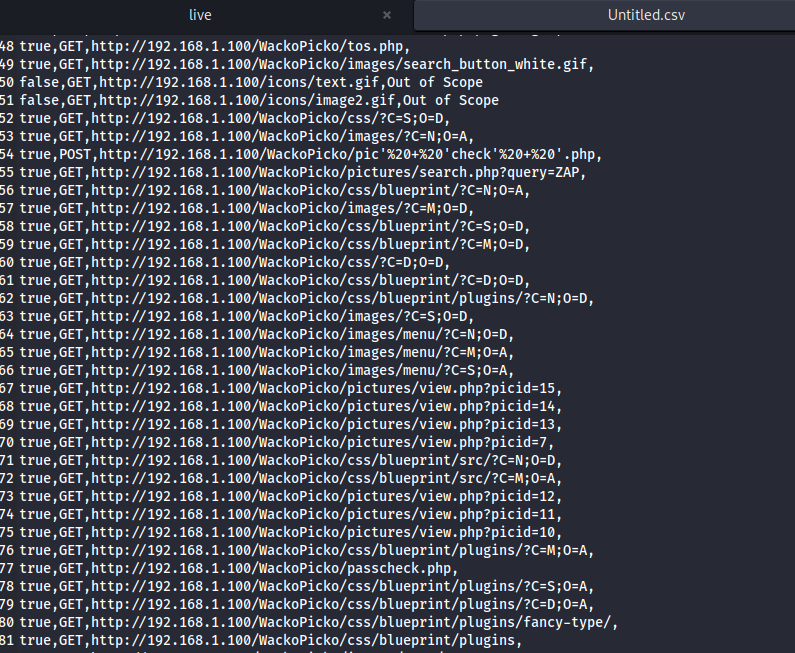 live × Untitled.csv
48 true,GET,http://192.168.1.100/WackoPicko/tos.php,
49 true,GET,http://192.168.1.100/WackoPicko/images/search_button_white.gif,
50 false,GET,http://192.168.1.100/icons/text.gif,Out of Scope
51 false,GET,http://192.168.1.100/icons/image2.gif,Out of Scope
52 true,GET,http://192.168.1.100/WackoPicko/css/?C=S;O=D,
53 true,GET,http://192.168.1.100/WackoPicko/images/?C=N;O=A,
54 true,POST,http://192.168.1.100/WackoPicko/pic'%20+%20'check'%20+%20'.php,
55 true,GET,http://192.168.1.100/WackoPicko/pictures/search.php?query=ZAP,
56 true,GET,http://192.168.1.100/WackoPicko/css/blueprint/?C=N;O=A,
57 true,GET,http://192.168.1.100/WackoPicko/images/?C=M;O=D,
58 true,GET,http://192.168.1.100/WackoPicko/css/blueprint/?C=S;O=D,
59 true,GET,http://192.168.1.100/WackoPicko/css/blueprint/?C=M;O=D,
60 true,GET,http://192.168.1.100/WackoPicko/css/?C=D;O=D,
61 true,GET,http://192.168.1.100/WackoPicko/css/blueprint/?C=D;O=D,
62 true,GET,http://192.168.1.100/WackoPicko/css/blueprint/plugins/?C=N;O=D,
63 true,GET,http://192.168.1.100/WackoPicko/images/?C=S;O=D,
64 true,GET,http://192.168.1.100/WackoPicko/images/menu/?C=N;O=D,
65 true,GET,http://192.168.1.100/WackoPicko/images/menu/?C=M;O=A,
66 true,GET,http://192.168.1.100/WackoPicko/images/menu/?C=S;O=A,
67 true,GET,http://192.168.1.100/WackoPicko/pictures/view.php?picid=15,
68 true,GET,http://192.168.1.100/WackoPicko/pictures/view.php?picid=14,
69 true,GET,http://192.168.1.100/WackoPicko/pictures/view.php?picid=13,
70 true,GET,http://192.168.1.100/WackoPicko/pictures/view.php?picid=7,
71 true,GET,http://192.168.1.100/WackoPicko/css/blueprint/src/?C=N;O=D,
72 true,GET,http://192.168.1.100/WackoPicko/css/blueprint/src/?C=M;O=A,
73 true,GET,http://192.168.1.100/WackoPicko/pictures/view.php?picid=12,
74 true,GET,http://192.168.1.100/WackoPicko/pictures/view.php?picid=11,
75 true,GET,http://192.168.1.100/WackoPicko/pictures/view.php?picid=10,
76 true,GET,http://192.168.1.100/WackoPicko/css/blueprint/plugins/?C=M;O=A,
77 true,GET,http://192.168.1.100/WackoPicko/passcheck.php,
78 true,GET,http://192.168.1.100/WackoPicko/css/blueprint/plugins/?C=S;O=A,
79 true,GET,http://192.168.1.100/WackoPicko/css/blueprint/plugins/?C=D;O=A,
80 true,GET,http://192.168.1.100/WackoPicko/css/blueprint/plugins/fancy-type/,
81 true,GET,http://192.168.1.100/WackoPicko/css/blueprint/plugins,